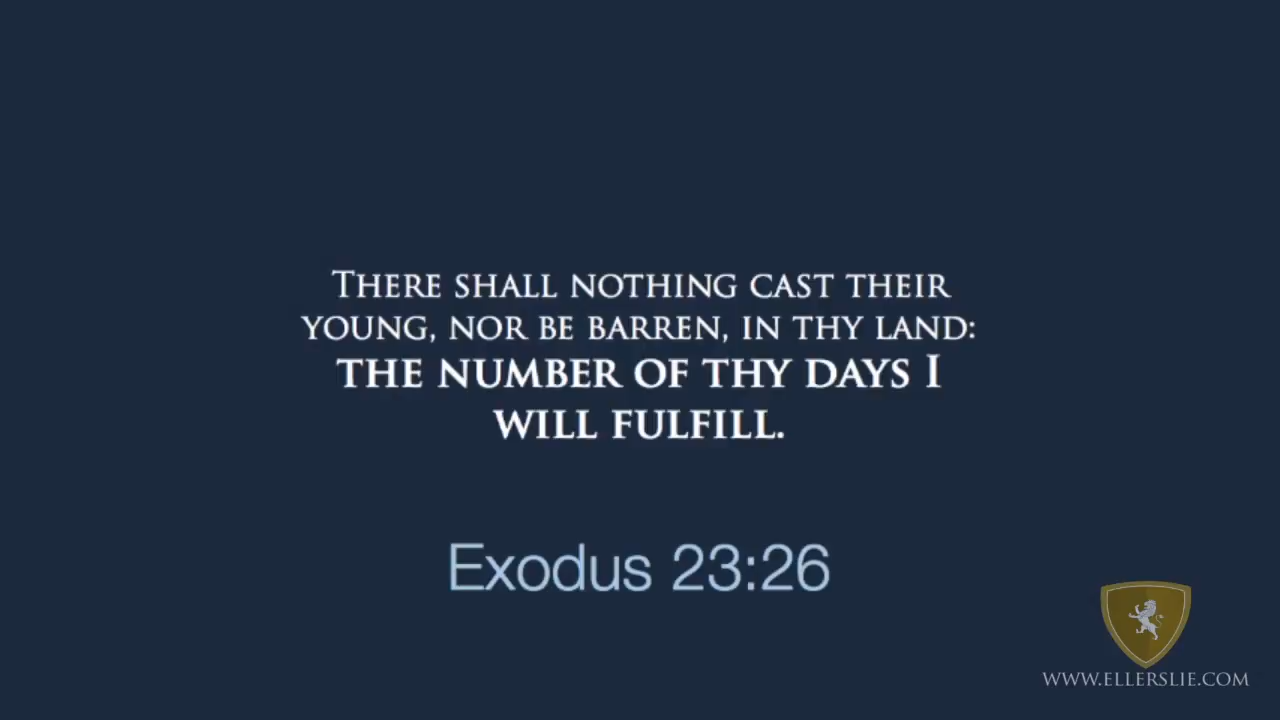 There shall nothing cast their
young, nor be barren, in thy land:
the number of thy days I
will fulfill.
Exodus 23:26
www.ellerslie.com